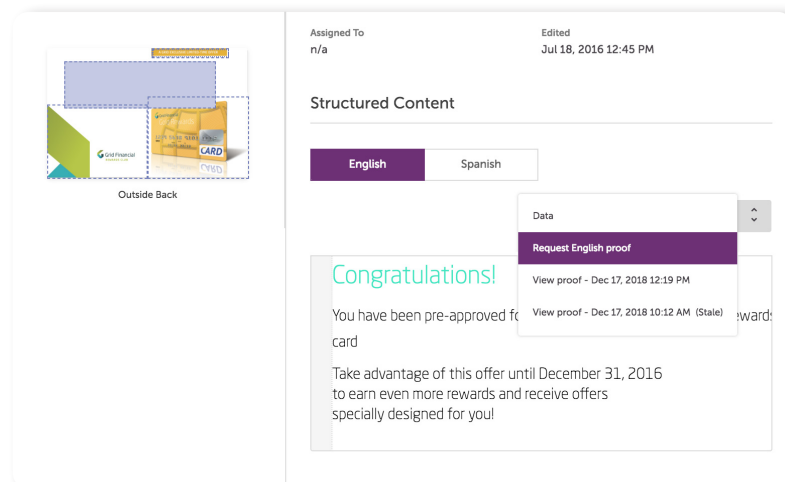 Assigned To
n/a
Edited
Jul 18, 2016 12:45 PM
Structured Content
English
Spanish
Data
Request English proof
View proof - Dec 17, 2018 12:19 PM
View proof - Dec 17, 2018 10:12 AM (Stale)
Congratulations!
You have been pre-approved
card
Take advantage of this offer until December 31, 2016
to earn even more rewards and receive offers
specially designed for you!
Grid Financial
CARD
Outside Back